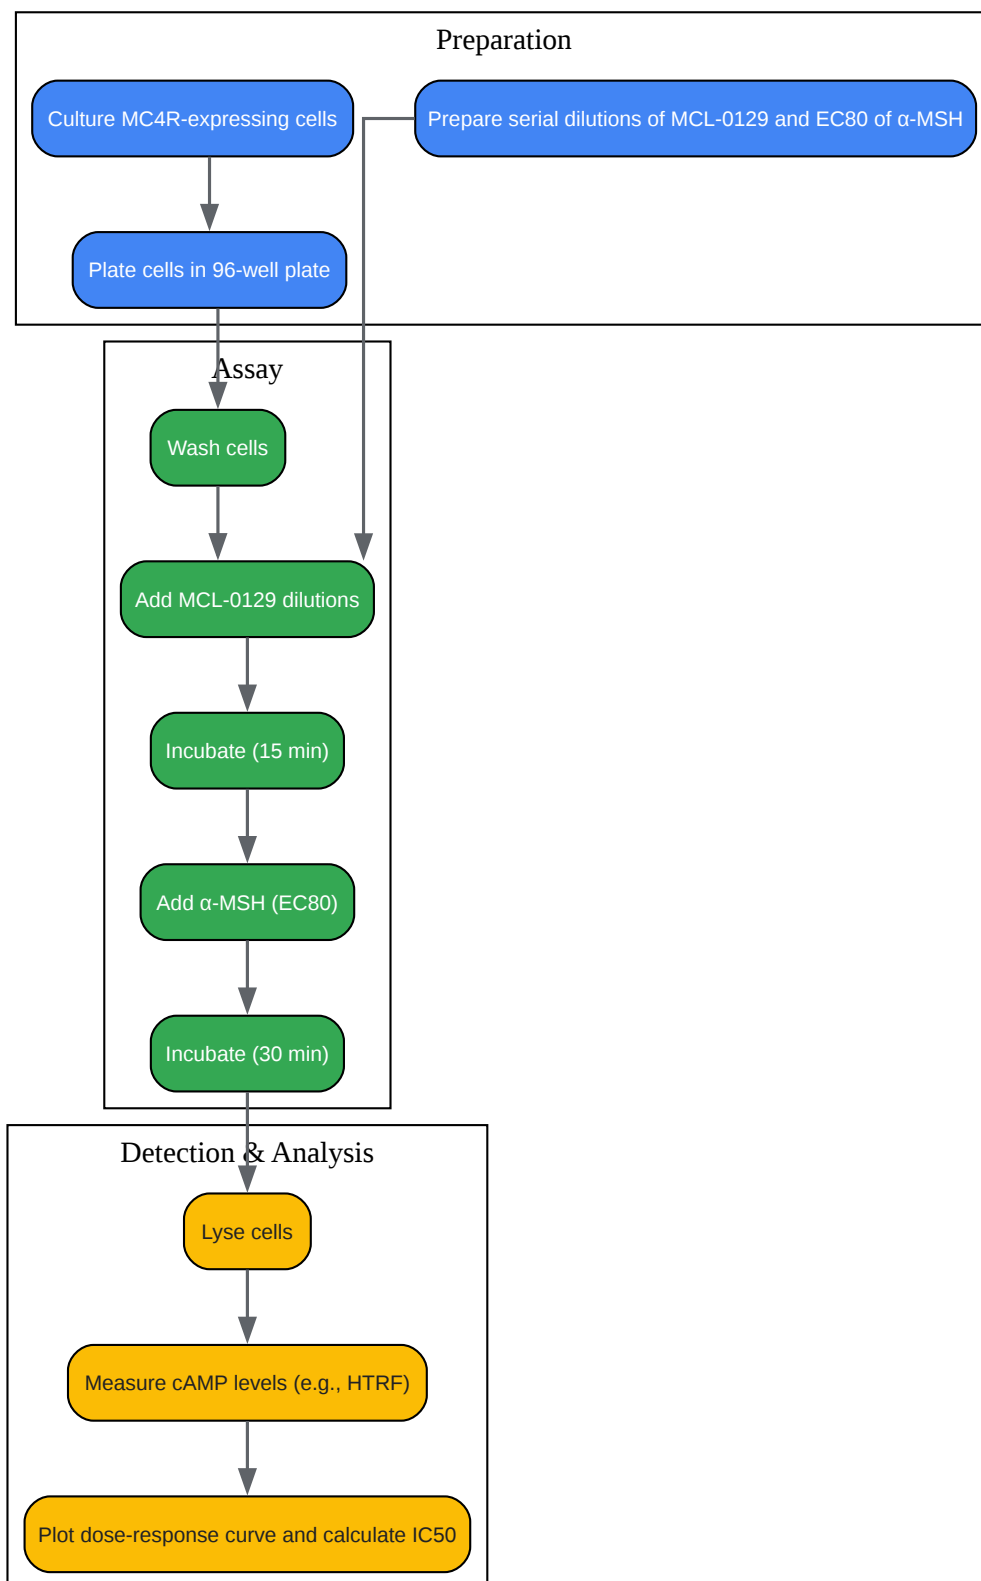 Preparation
Culture MC4R-expressing cells
Prepare serial dilutions of MCL-0129 and EC80 of α-MSH
Plate cells in 96-well plate
Assay
Wash cells
Add MCL-0129 dilutions
Incubate (15 min)
Add α-MSH (EC80)
Incubate (30 min)
Detection & Analysis
Lyse cells
Measure cAMP levels (e.g., HTRF)
Plot dose-response curve and calculate IC50